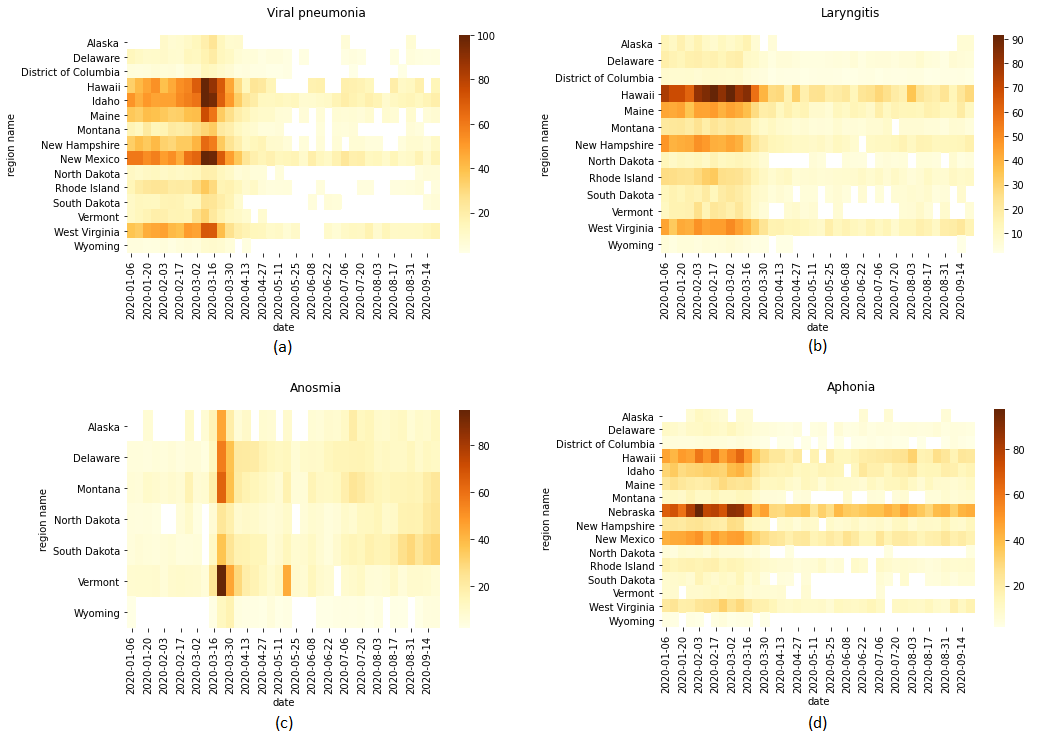 Viral pneumonia
region name
Alaska
Delaware
District of Columbia
Hawaii
Idaho
Maine
Montana
New Hampshire
New Mexico
North Dakota
Rhode Island
South Dakota
Vermont
West Virginia
Wyoming
2020-01-06
2020-01-20
2020-02-03
2020-02-17
2020-03-02
2020-03-16
2020-03-30
2020-04-13
2020-04-27
2020-05-11
2020-05-25
2020-06-08
2020-06-22
2020-07-06
2020-07-20
2020-08-03
2020-08-17
2020-08-31
2020-09-14
date
100
80
60
40
20
(a)
Laryngitis
region name
Alaska
Delaware
District of Columbia
Hawaii
Maine
Montana
New Hampshire
North Dakota
Rhode Island
South Dakota
Vermont
West Virginia
Wyoming
2020-01-06
2020-01-20
2020-02-03
2020-02-17
2020-03-02
2020-03-16
2020-03-30
2020-04-13
2020-04-27
2020-05-11
2020-05-25
2020-06-08
2020-06-22
2020-07-06
2020-07-20
2020-08-03
2020-08-17
2020-08-31
2020-09-14
date
90
80
70
60
50
40
30
20
10
(b)
Anosmia
region name
Alaska
Delaware
Montana
North Dakota
South Dakota
Vermont
Wyoming
2020-01-06
2020-01-20
2020-02-03
2020-02-17
2020-03-02
2020-03-16
2020-03-30
2020-04-13
2020-04-27
2020-05-11
2020-05-25
2020-06-08
2020-06-22
2020-07-06
2020-07-20
2020-08-03
2020-08-17
2020-08-31
2020-09-14
date
80
60
40
20
(c)
Aphonia
region name
Alaska
Delaware
District of Columbia
Hawaii
Idaho
Maine
Montana
Nebraska
New Hampshire
New Mexico
North Dakota
Rhode Island
South Dakota
Vermont
West Virginia
Wyoming
2020-01-06
2020-01-20
2020-02-03
2020-02-17
2020-03-02
2020-03-16
2020-03-30
2020-04-13
2020-04-27
2020-05-11
2020-05-25
2020-06-08
2020-06-22
2020-07-06
2020-07-20
2020-08-03
2020-08-17
2020-08-31
2020-09-14
date
80
60
40
20
(d)